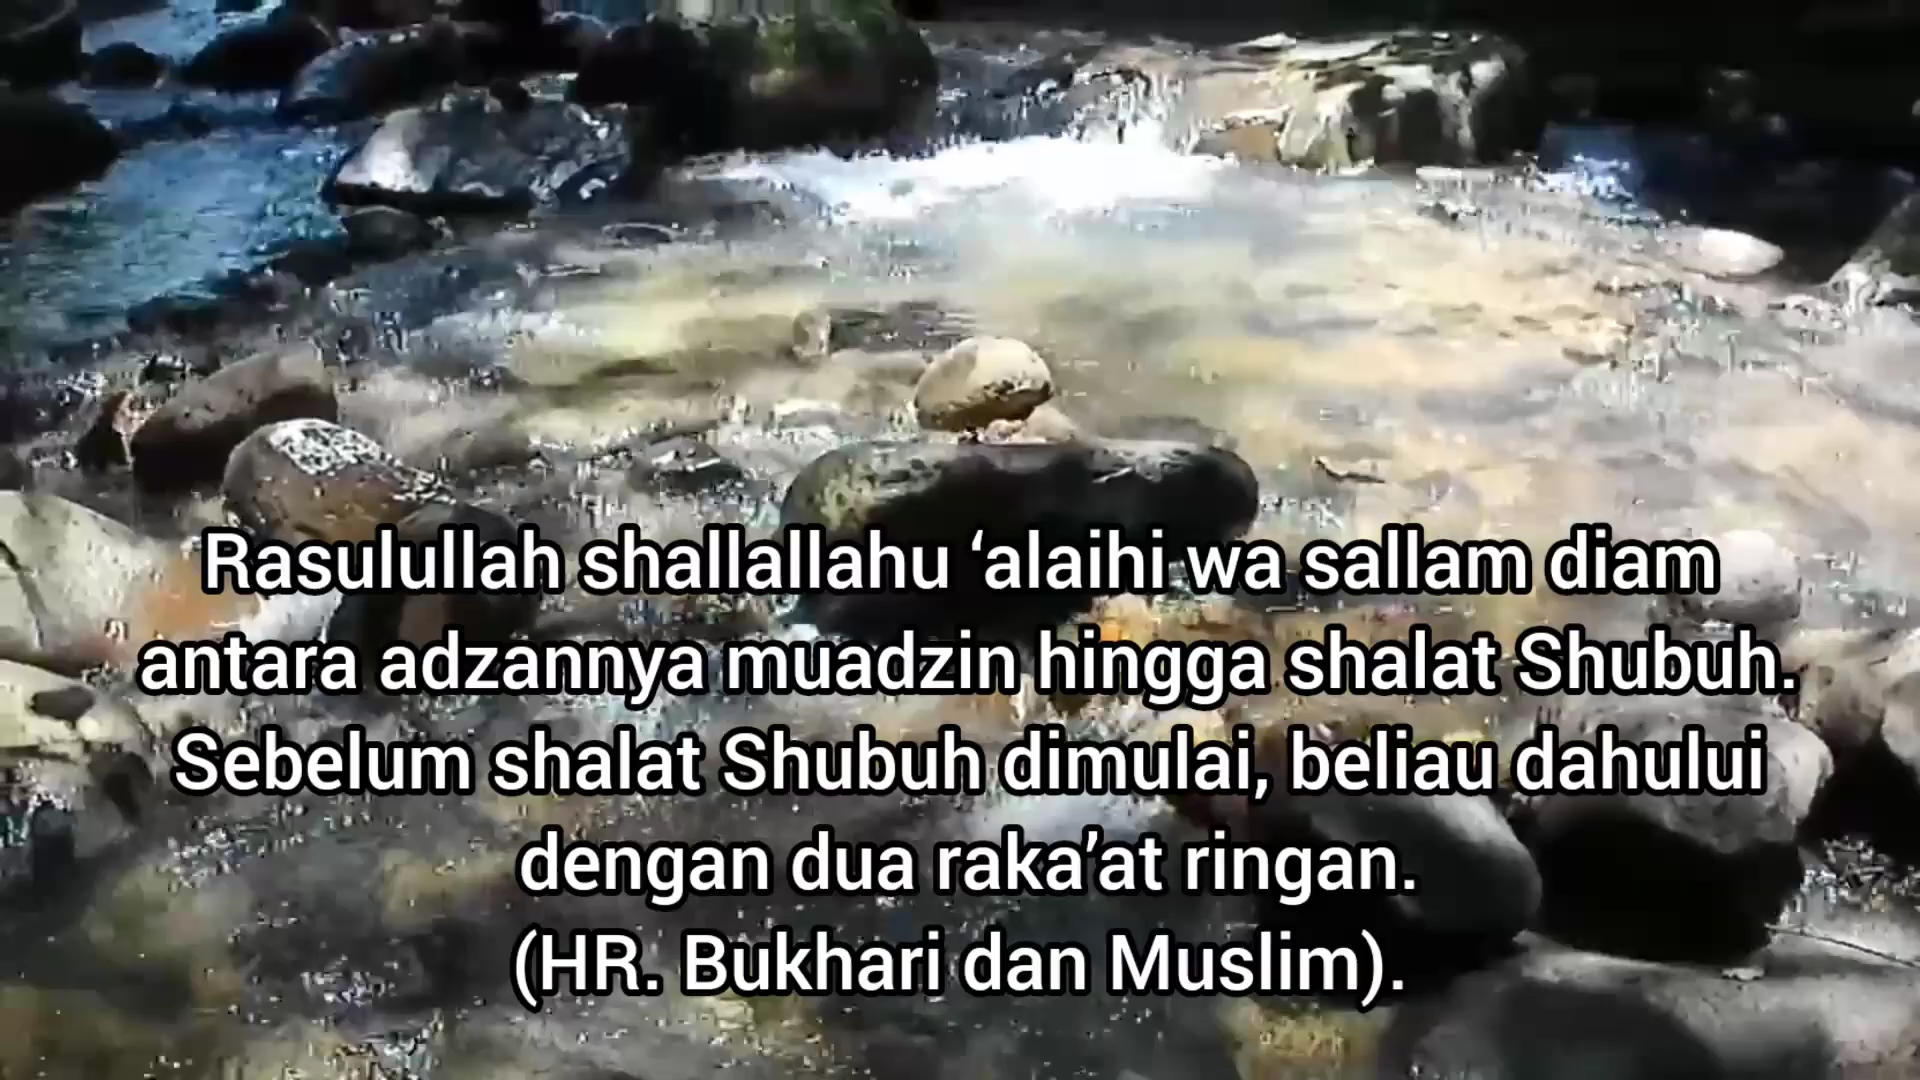 Rasulullah shallallahu ‘alaihi wa sallam diam
antara adzannya muadzin hingga shalat Shubuh.
Sebelum shalat Shubuh dimulai, beliau dahului
dengan dua raka’at ringan.
(HR. Bukhari dan Muslim).